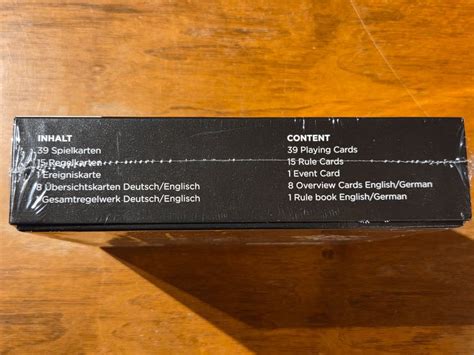 INHALT
39 Spielkarten
15 Regelkarten
1 Ereigniskarte
8 Übersichtskarten Deutsch/Englisch
1 Gesamtregelwerk Deutsch/Englisch
CONTENT
39 Playing Cards
15 Rule Cards
1 Event Card
8 Overview Cards English/German
1 Rule book English/German